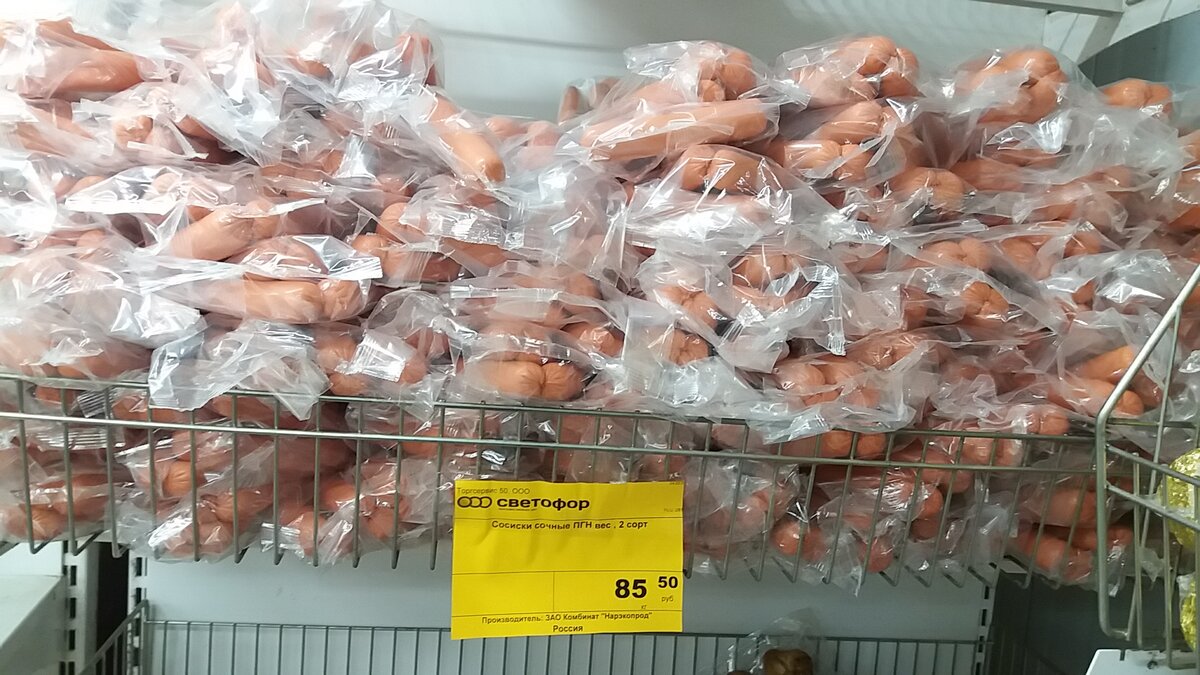 Торгсервис 50, ООО
светофор
Сосиски сочные ПГН вес , 2 сорт
85 50
руб
кг
Производитель: ЗАО Комбинат "Нарэкопрод"
Россия